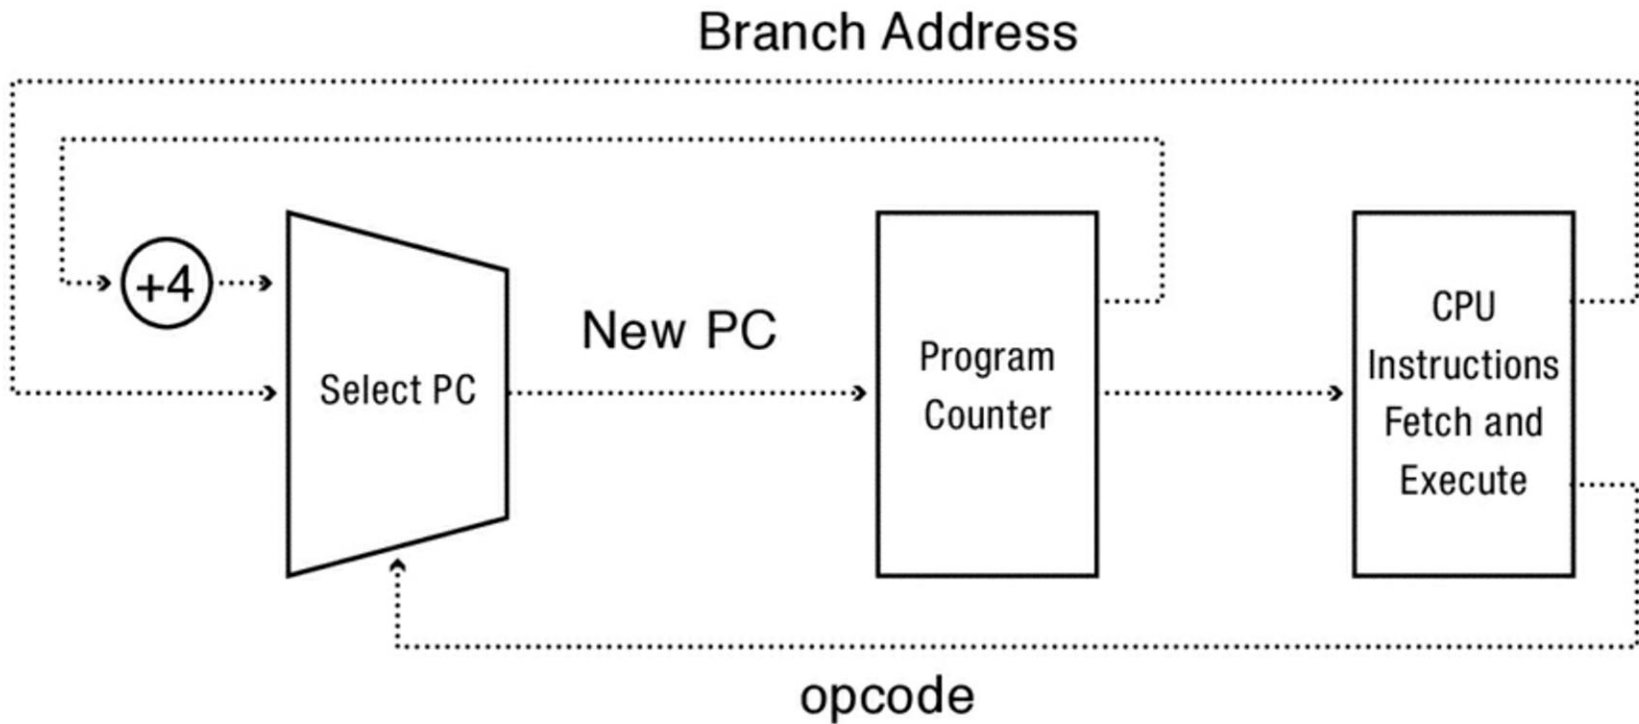 Branch Address
+4
Select PC
New PC
Program
Counter
CPU
Instructions
Fetch and
Execute
opcode